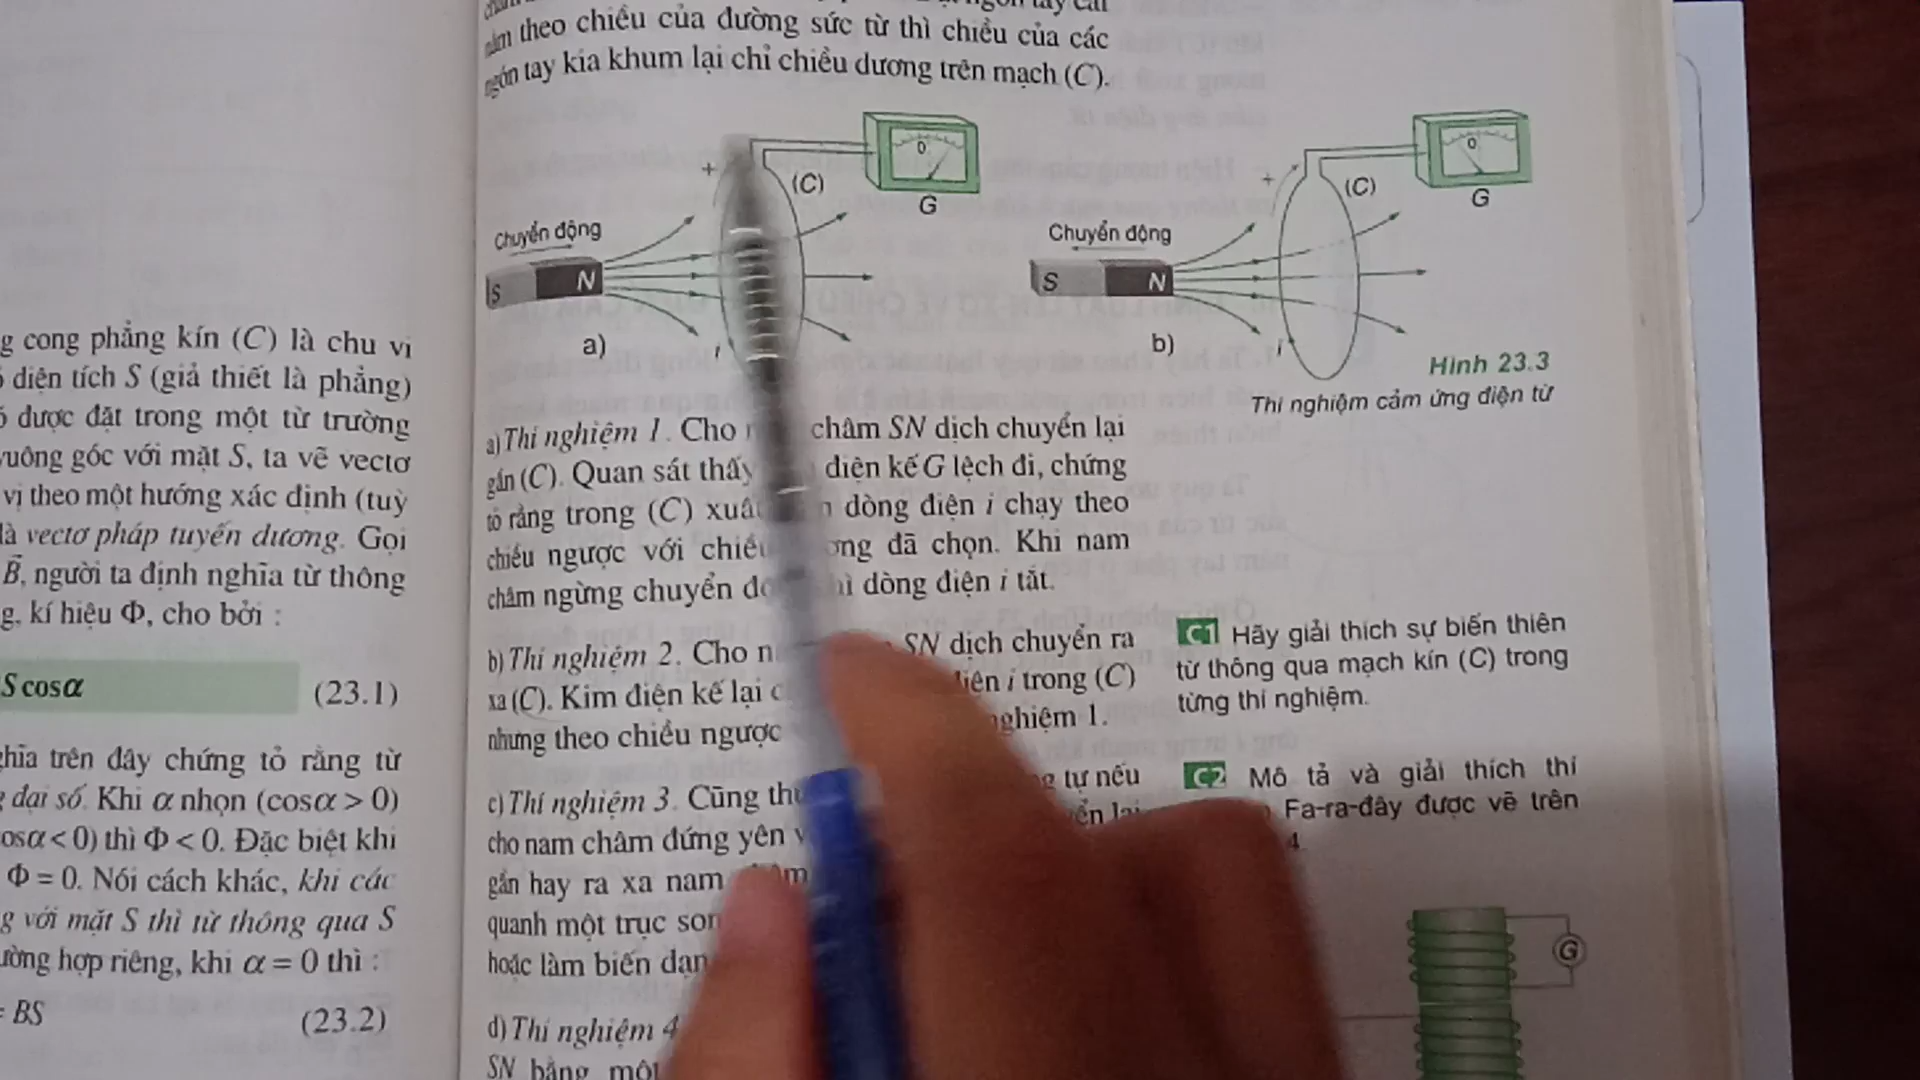 nằm theo chiều của đường sức từ thì chiều của các
ngón tay kia khum lại chỉ chiều dương trên mạch (C).
g cong phẳng kín (C) là chu vi
diện tích S (giả thiết là phẳng)
được đặt trong một từ trường
vuông góc với mặt S, ta vẽ vectơ
vị theo một hướng xác định (tuỳ
là vectơ pháp tuyến dương. Gọi
B, người ta định nghĩa từ thông
g, kí hiệu Φ, cho bởi :
S cosα (23.1)
nghĩa trên đây chứng tỏ rằng từ
đại số. Khi α nhọn (cosα > 0)
osα < 0) thì Φ < 0. Đặc biệt khi
Φ = 0. Nói cách khác, khi các
g với mặt S thì từ thông qua S
ường hợp riêng, khi α = 0 thì :
= BS (23.2)
+ (C) 0 G
Chuyển động
S N
i
a)
+ (C) 0 G
Chuyển động
S N
i
b)
Hình 23.3
Thí nghiệm cảm ứng điện từ
a) Thí nghiệm 1. Cho châm SN dịch chuyển lại
gần (C). Quan sát thấy điện kế G lệch đi, chứng
tỏ rằng trong (C) xuất dòng điện i chạy theo
chiều ngược với chiều đã chọn. Khi nam
châm ngừng chuyển thì dòng điện i tắt.
b) Thí nghiệm 2. Cho SN dịch chuyển ra
xa (C). Kim điện kế lại điện i trong (C)
nhưng theo chiều ngược nghiệm 1.
c) Thí nghiệm 3. Cũng tự nếu
cho nam châm đứng yên
gần hay ra xa nam
quanh một trục
hoặc làm biến
d) Thí nghiệm 4
SN bằng một
C1 Hãy giải thích sự biến thiên
từ thông qua mạch kín (C) trong
từng thí nghiệm.
C2 Mô tả và giải thích thí
Fa-ra-đây được vẽ trên
4
G